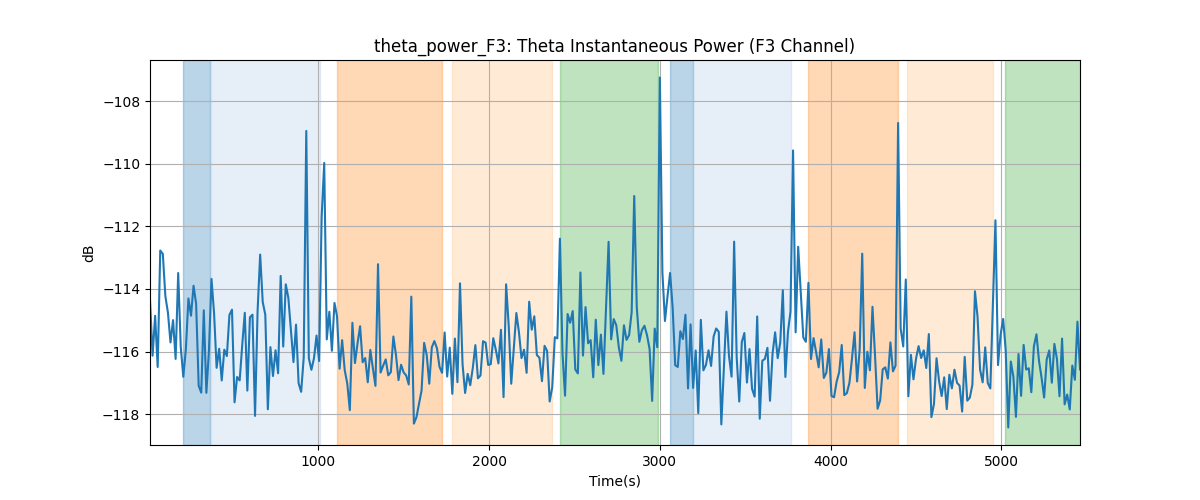 theta_power_F3: Theta Instantaneous Power (F3 Channel)
dB
−108
−110
−112
−114
−116
−118
1000 2000 3000 4000 5000
Time(s)